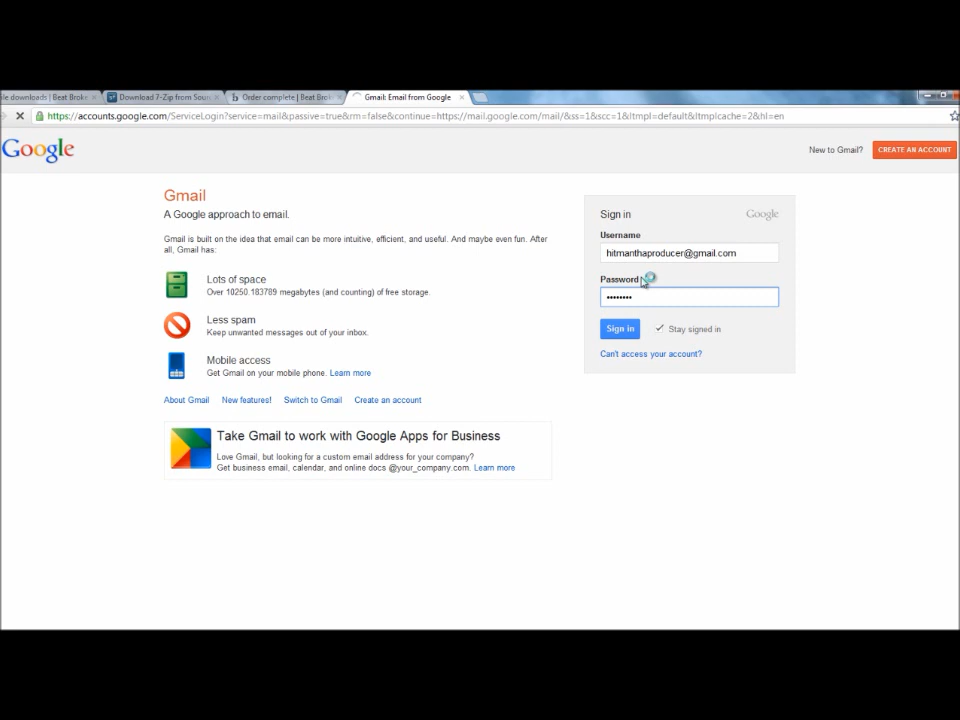 ile downloads | Beat Broke
Download 7-Zip from Sour
Order complete | Beat Brok
Gmail: Email from Google
https://accounts.google.com/ServiceLogin?service=mail&passive=true&rm=false&continue=https://mail.google.com/mail/&ss=1&scc=1&ltmpl=default&ltmplcache=2&hl=en
Google
New to Gmail?
CREATE AN ACCOUNT
Gmail
A Google approach to email.
Gmail is built on the idea that email can be more intuitive, efficient, and useful. And maybe even fun. After
all, Gmail has:
Lots of space
Over 10250.183789 megabytes (and counting) of free storage.
Less spam
Keep unwanted messages out of your inbox.
Mobile access
Get Gmail on your mobile phone. Learn more
About Gmail New features! Switch to Gmail Create an account
Take Gmail to work with Google Apps for Business
Love Gmail, but looking for a custom email address for your company?
Get business email, calendar, and online docs @your_company.com. Learn more
Sign in
Google
Username
hitmanthaproducer@gmail.com
Password
••••••••
Sign in
Stay signed in
Can't access your account?